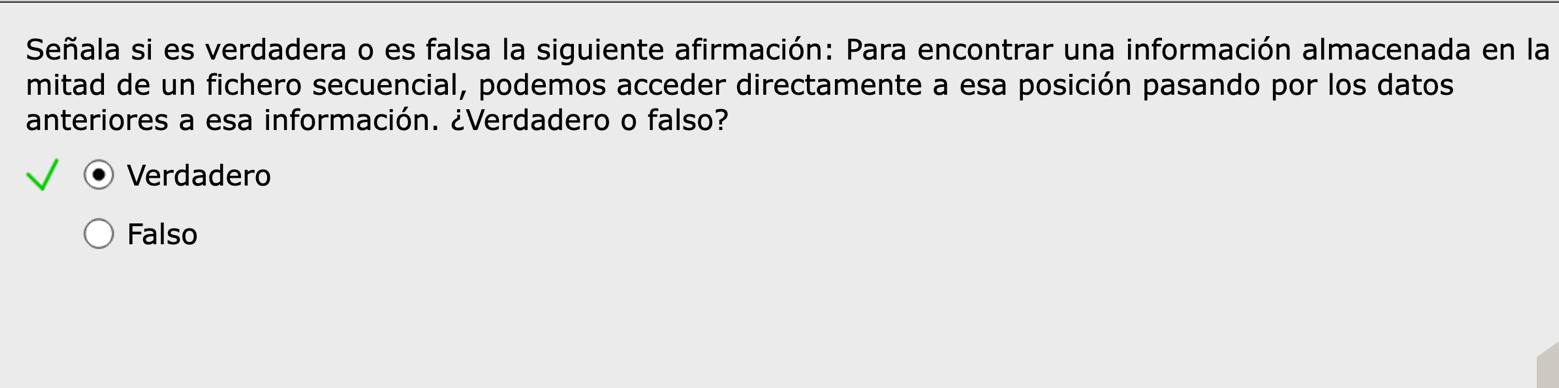 Señala si es verdadera o es falsa la siguiente afirmación: Para encontrar una información almacenada en la
mitad de un fichero secuencial, podemos acceder directamente a esa posición pasando por los datos
anteriores a esa información. ¿Verdadero o falso?
Verdadero
Falso